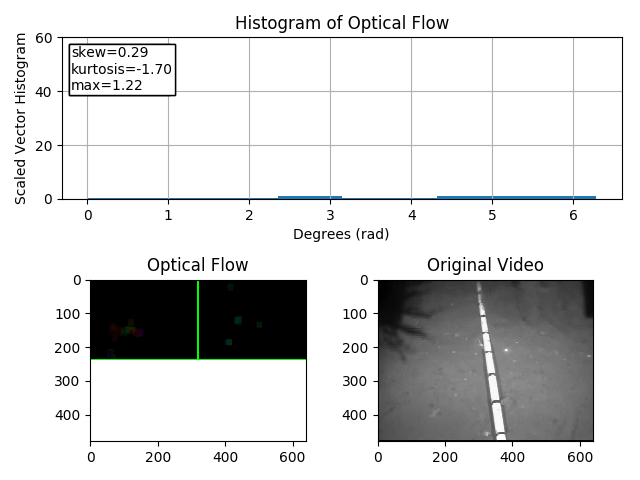 Histogram of Optical Flow
Scaled Vector Histogram
60
40
20
0
skew=0.29
kurtosis=-1.70
max=1.22
0 1 2 3 4 5 6
Degrees (rad)
Optical Flow
0
100
200
300
400
0 200 400 600
Original Video
0
100
200
300
400
0 200 400 600